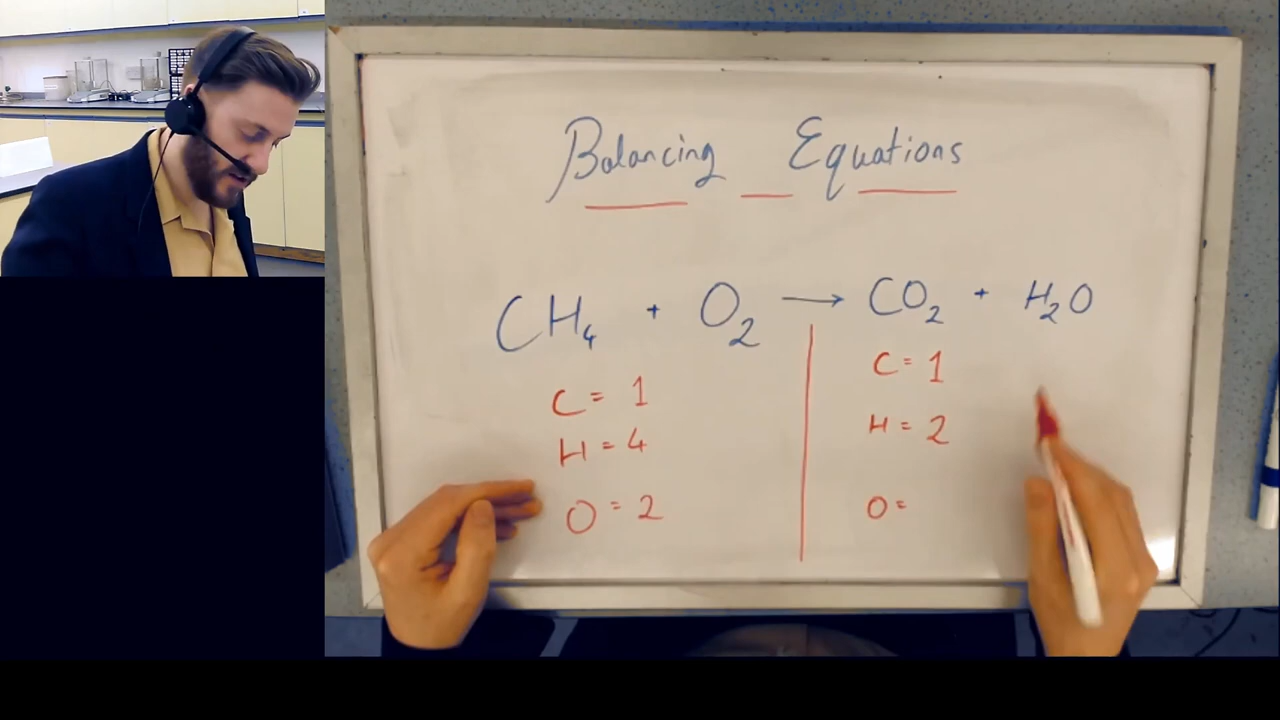 Balancing Equations
CH₄ + O₂ → CO₂ + H₂O
C = 1
H = 4
O = 2
C = 1
H = 2
O =